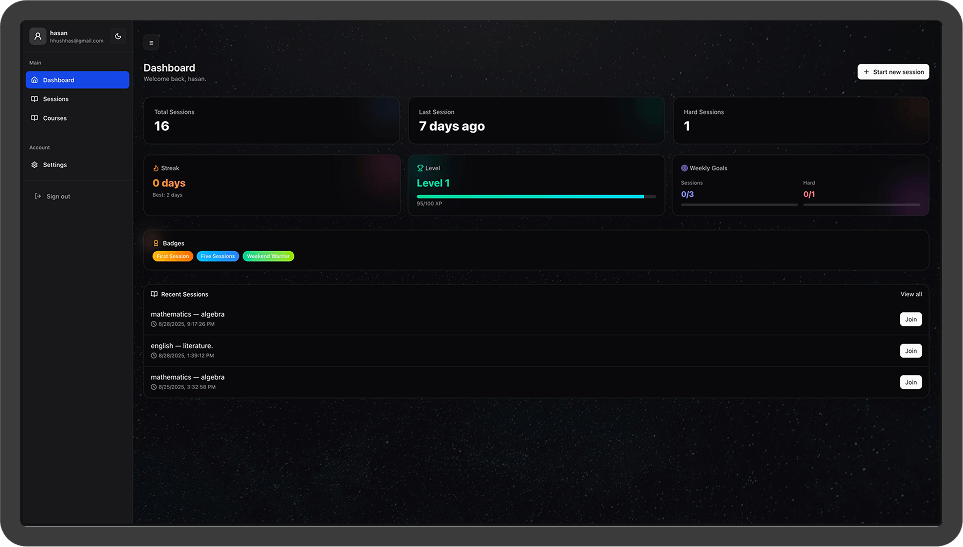 hasan
hhushhas@gmail.com
Main
Dashboard
Sessions
Courses
Account
Settings
Sign out
Dashboard
Welcome back, hasan.
+ Start new session
Total Sessions
16
Last Session
7 days ago
Hard Sessions
1
Streak
0 days
Best: 2 days
Level
Level 1
95/100 XP
Weekly Goals
Sessions
0/3
Hard
0/1
Badges
First Session
Five Sessions
Weekend Warrior
Recent Sessions
View all
mathematics — algebra
8/28/2025, 9:17:26 PM
Join
english — literature.
8/28/2025, 1:39:12 PM
Join
mathematics — algebra
8/25/2025, 3:32:58 PM
Join